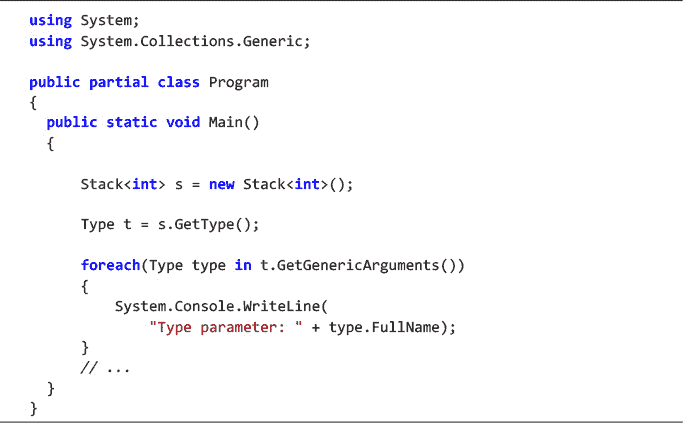 using System;
using System.Collections.Generic;
public partial class Program
{
public static void Main()
{
Stack<int> s = new Stack<int>();
Type t = s.GetType();
foreach(Type type in t.GetGenericArguments())
{
System.Console.WriteLine(
"Type parameter: " + type.FullName);
}
// ...
}
}